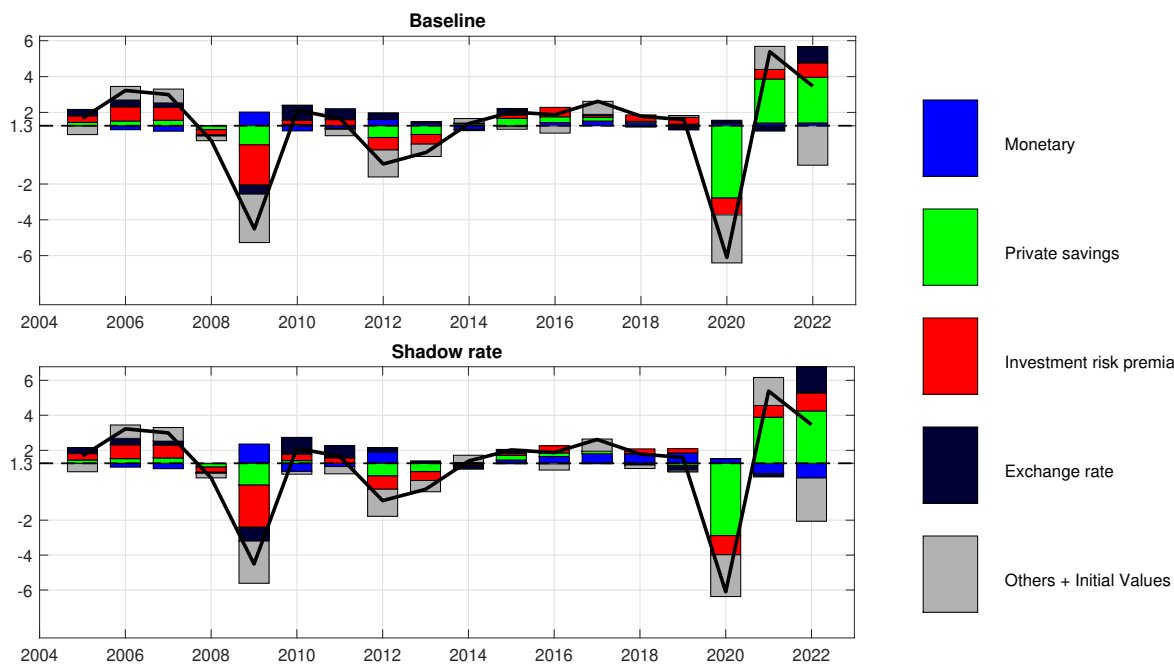 Baseline
6
4
2
1.3
-2
-4
-6
2004 2006 2008 2010 2012 2014 2016 2018 2020 2022
Shadow rate
6
4
2
1.3
-2
-4
-6
2004 2006 2008 2010 2012 2014 2016 2018 2020 2022
Monetary
Private savings
Investment risk premia
Exchange rate
Others + Initial Values